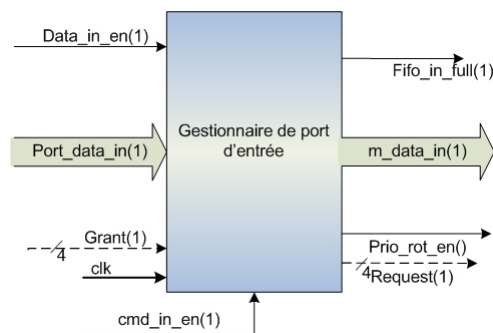 Data_in_en(1)
Fifo_in_full(1)
Gestionnaire de port
d'entrée
Port_data_in(1)
m_data_in(1)
Grant(1)
4
clk
Prio_rot_en()
4
Request(1)
cmd_in_en(1)